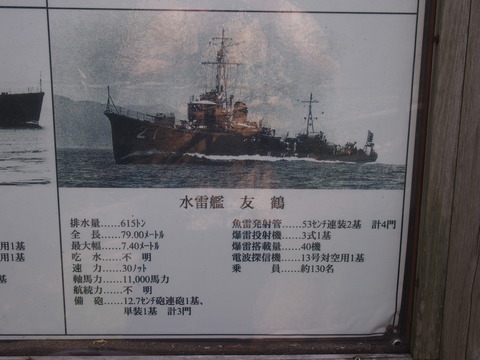 21
水雷艦 友 鶴
排水量……615トン
全 長……79.00メートル
最大幅……7.40メートル
吃 水……不 明
速 力……30ノット
軸馬力……11,000馬力
航続力……不 明
備 砲……12.7センチ砲連砲1基、
単装1基 計3門
魚雷発射管……53センチ連装2基 計4門
爆雷投射機……3式1基
爆雷搭載量……40機
電波探信機……13号対空用1基
乗 員……約130名
用1基
用1基